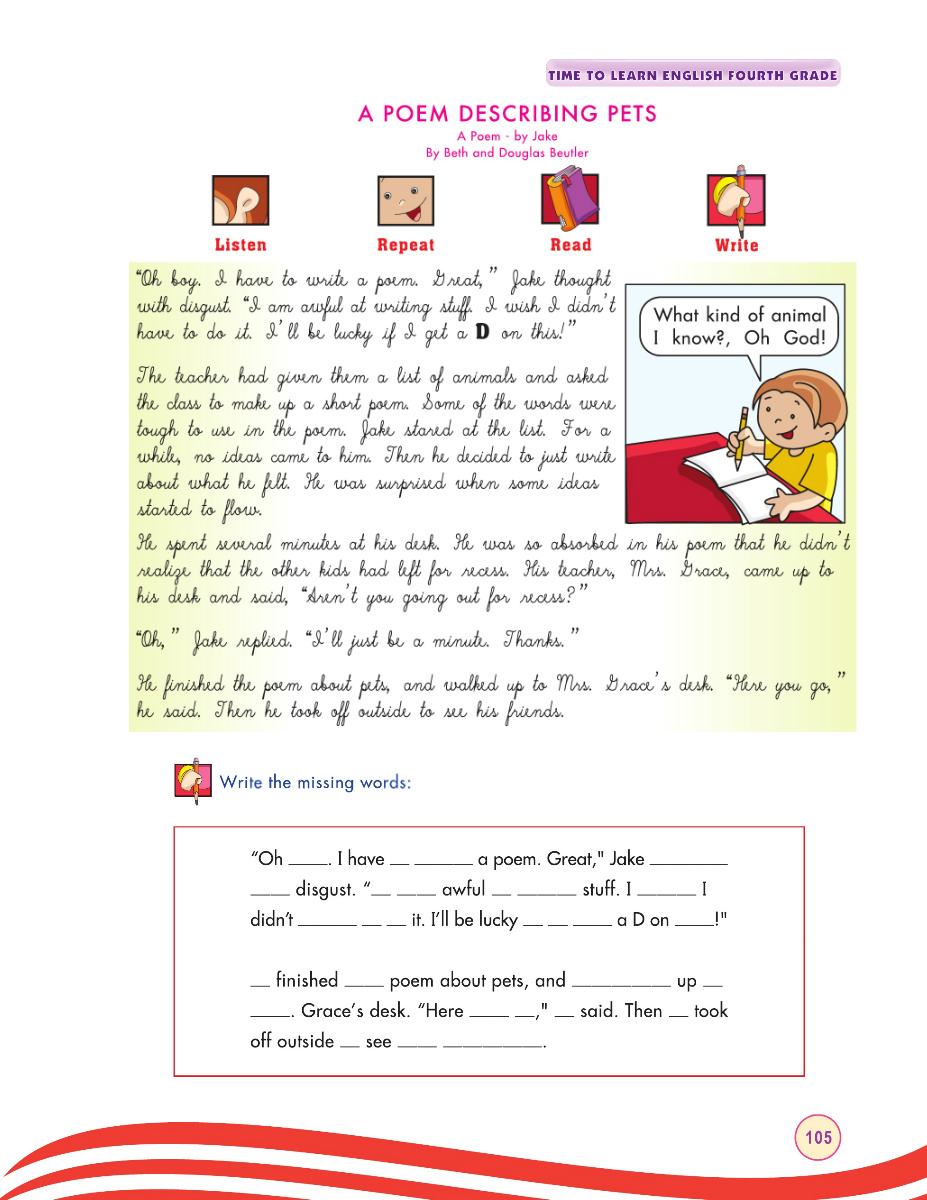 TIME TO LEARN ENGLISH FOURTH GRADE
A POEM DESCRIBING PETS
A Poem - by Jake
By Beth and Douglas Beutler
Listen Repeat Read Write
“Oh boy. I have to write a poem. Great,” Jake thought
with disgust. “I am awful at writing stuff. I wish I didn’t
have to do it. I’ll be lucky if I get a D on this!”
What kind of animal
I know?, Oh God!
The teacher had given them a list of animals and asked
the class to make up a short poem. Some of the words were
tough to use in the poem. Jake stared at the list. For a
while, no ideas came to him. Then he decided to just write
about what he felt. He was surprised when some ideas
started to flow.
He spent several minutes at his desk. He was so absorbed in his poem that he didn’t
realize that the other kids had left for recess. His teacher, Mrs. Grace, came up to
his desk and said, “Aren’t you going out for recess?”
“Oh,” Jake replied. “I’ll just be a minute. Thanks.”
He finished the poem about pets, and walked up to Mrs. Grace’s desk. “Here you go,”
he said. Then he took off outside to see his friends.
Write the missing words:
“Oh ____. I have __ ______ a poem. Great," Jake ________
____ disgust. “__ ____ awful __ ______ stuff. I ______ I
didn’t ______ __ __ it. I’ll be lucky __ __ ____ a D on ____!"
__ finished ____ poem about pets, and __________ up __
____. Grace’s desk. “Here ____ __," __ said. Then __ took
off outside __ see ____ __________.
105